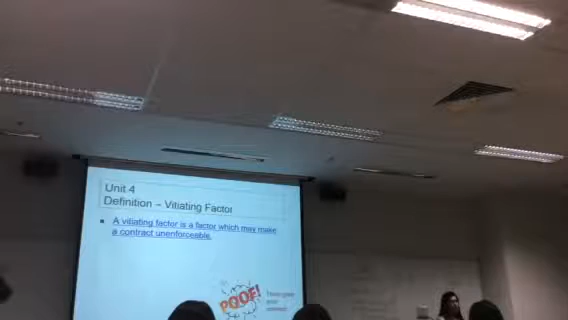 Unit 4
Definition – Vitiating Factor
A vitiating factor is a factor which may make
a contract unenforceable.
POOF!